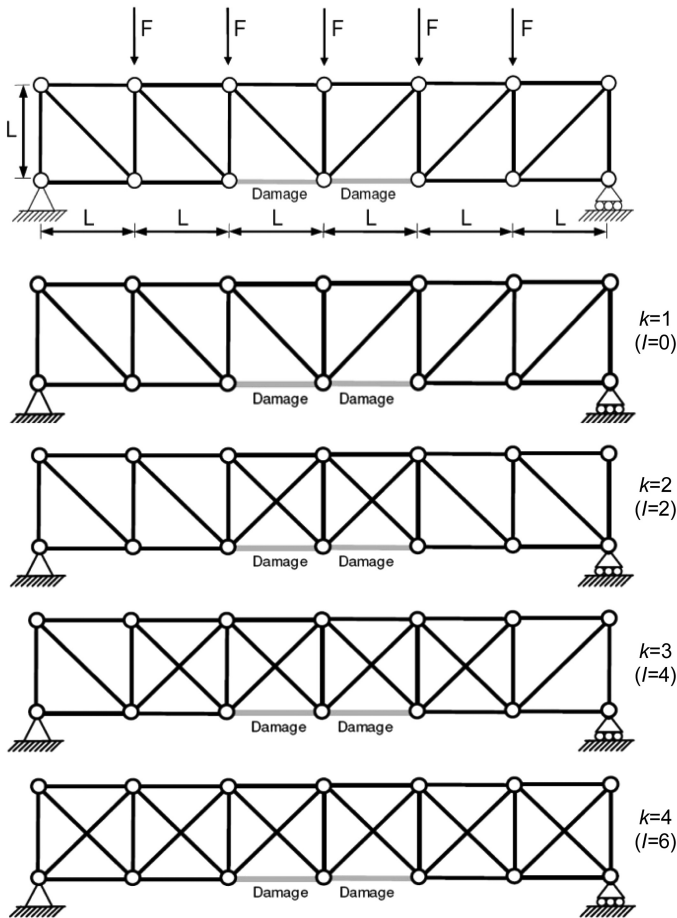 F F F F F
L
Damage Damage
L L L L L L
k=1
(I=0)
Damage Damage
k=2
(I=2)
Damage Damage
k=3
(I=4)
Damage Damage
k=4
(I=6)
Damage Damage